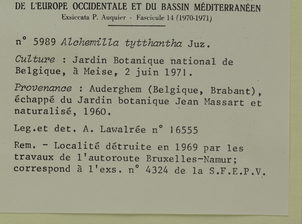 DE L'EUROPE OCCIDENTALE ET DU BASSIN MÉDITERRANÉEN
Exsiccata P. Auquier - Fascicule 14 (1970-1971)
n° 5989 Alchemilla tytthantha Juz.
Culture : Jardin Botanique national de
Belgique, à Meise, 2 juin 1971.
Provenance : Auderghem (Belgique, Brabant),
échappé du Jardin botanique Jean Massart et
naturalisé, 1960.
Leg.et det. A. Lawalrée n° 16555
Rem. - Localité détruite en 1969 par les
travaux de l'autoroute Bruxelles-Namur;
correspond à l'exs. n° 4324 de la S.F.E.P.V.